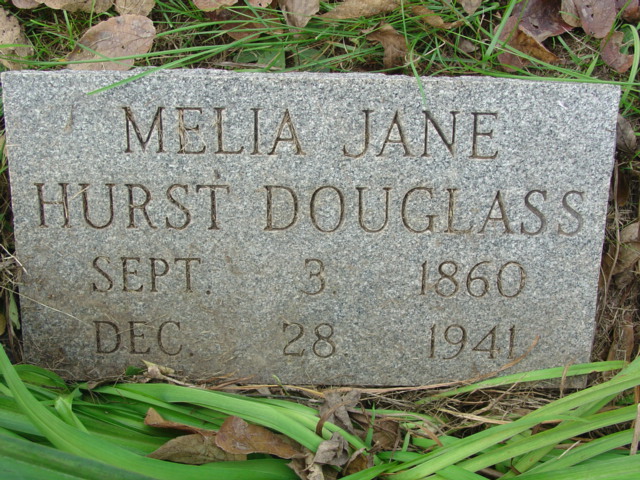 MELIA JANE
HURST DOUGLASS
SEPT. 3. 1860
DEC. 28. 1941